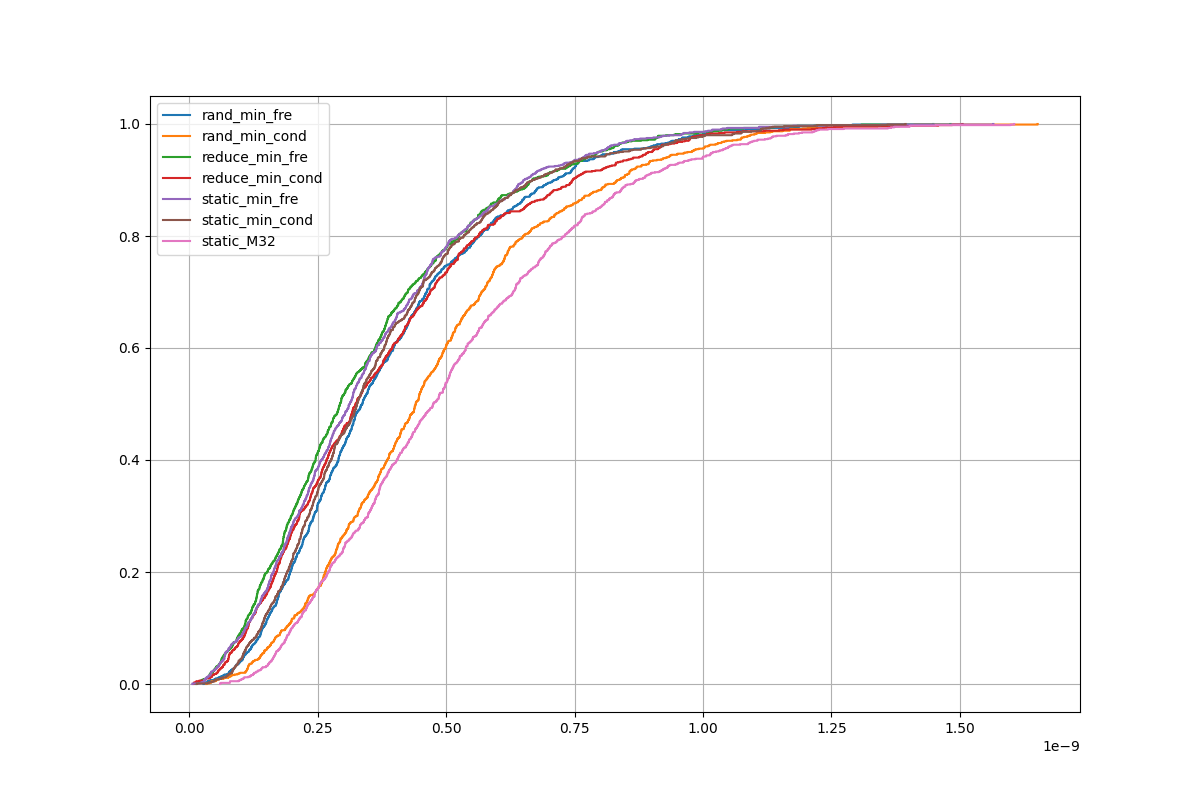 rand_min_fre
rand_min_cond
reduce_min_fre
reduce_min_cond
static_min_fre
static_min_cond
static_M32
1.0
0.8
0.6
0.4
0.2
0.0
0.00 0.25 0.50 0.75 1.00 1.25 1.50
1e−9